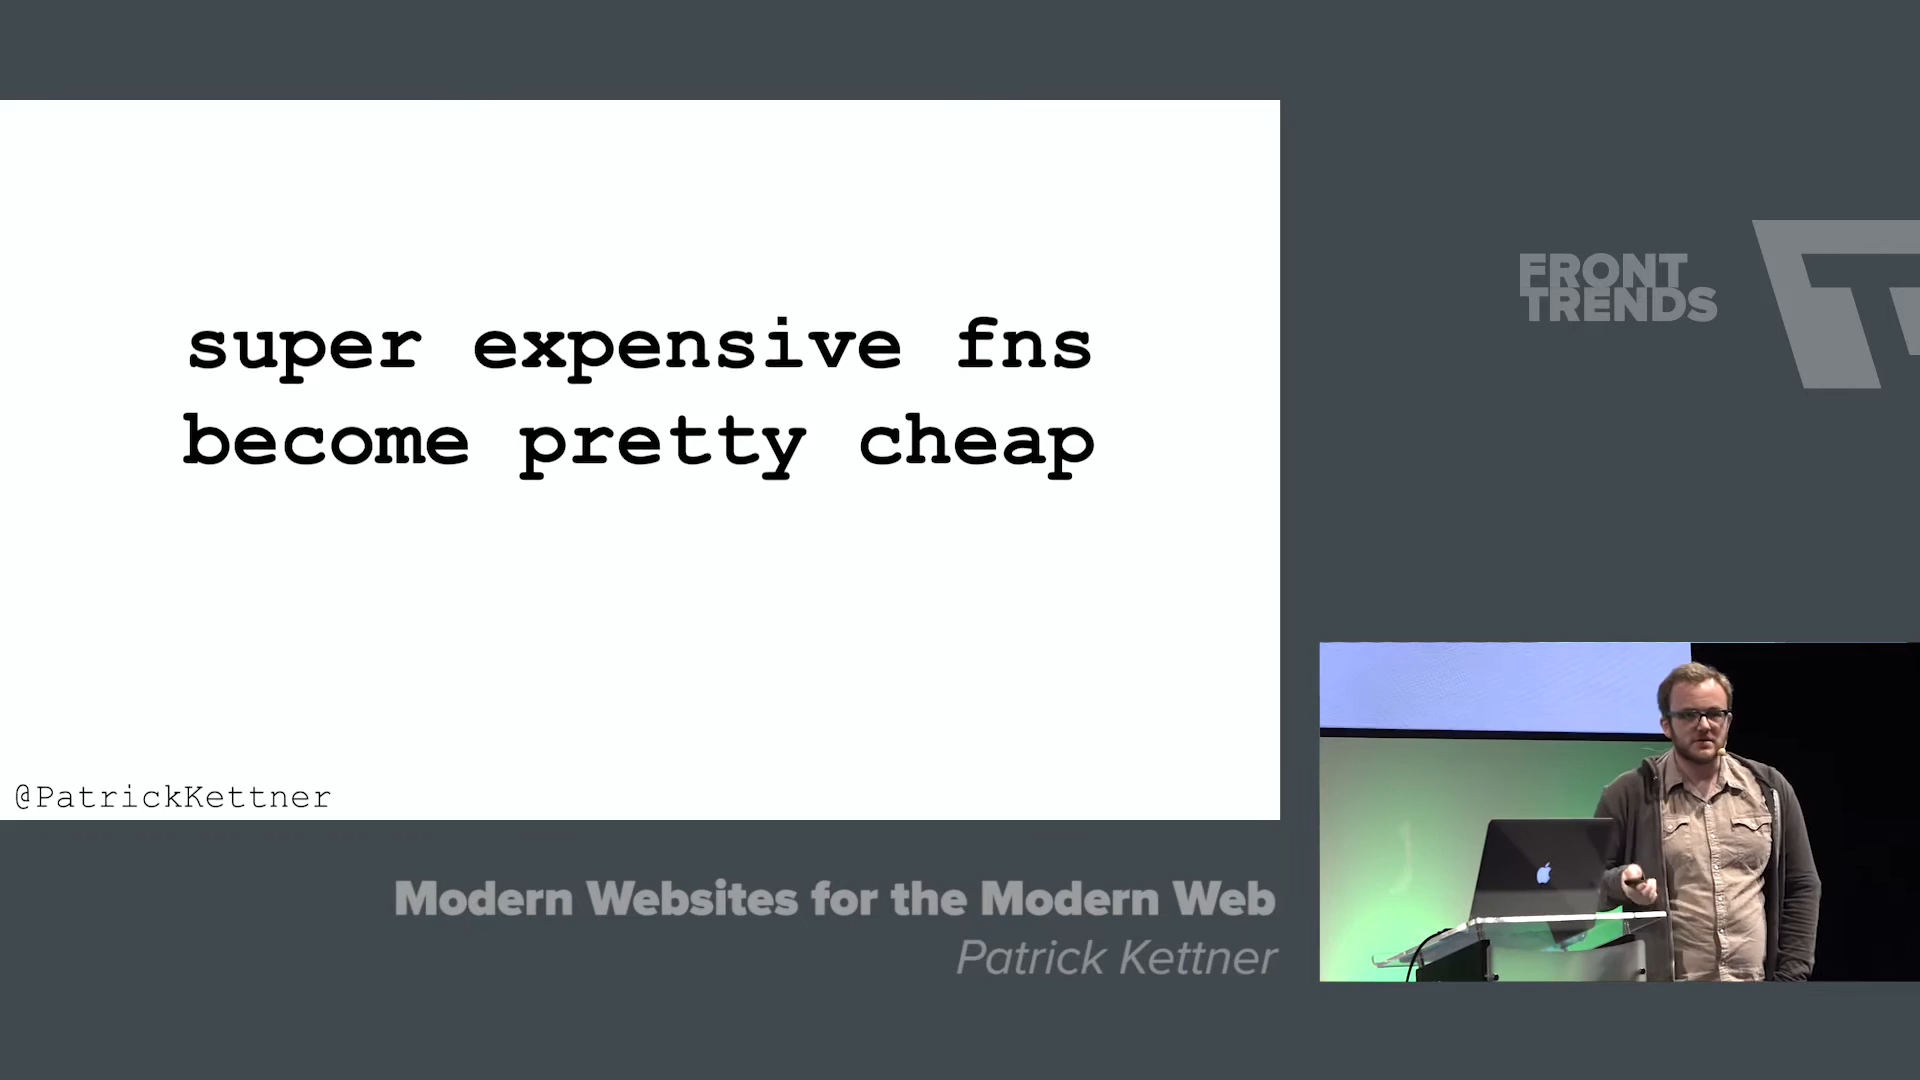 super expensive fns
become pretty cheap
@PatrickKettner
FRONT
TRENDS
Modern Websites for the Modern Web
Patrick Kettner